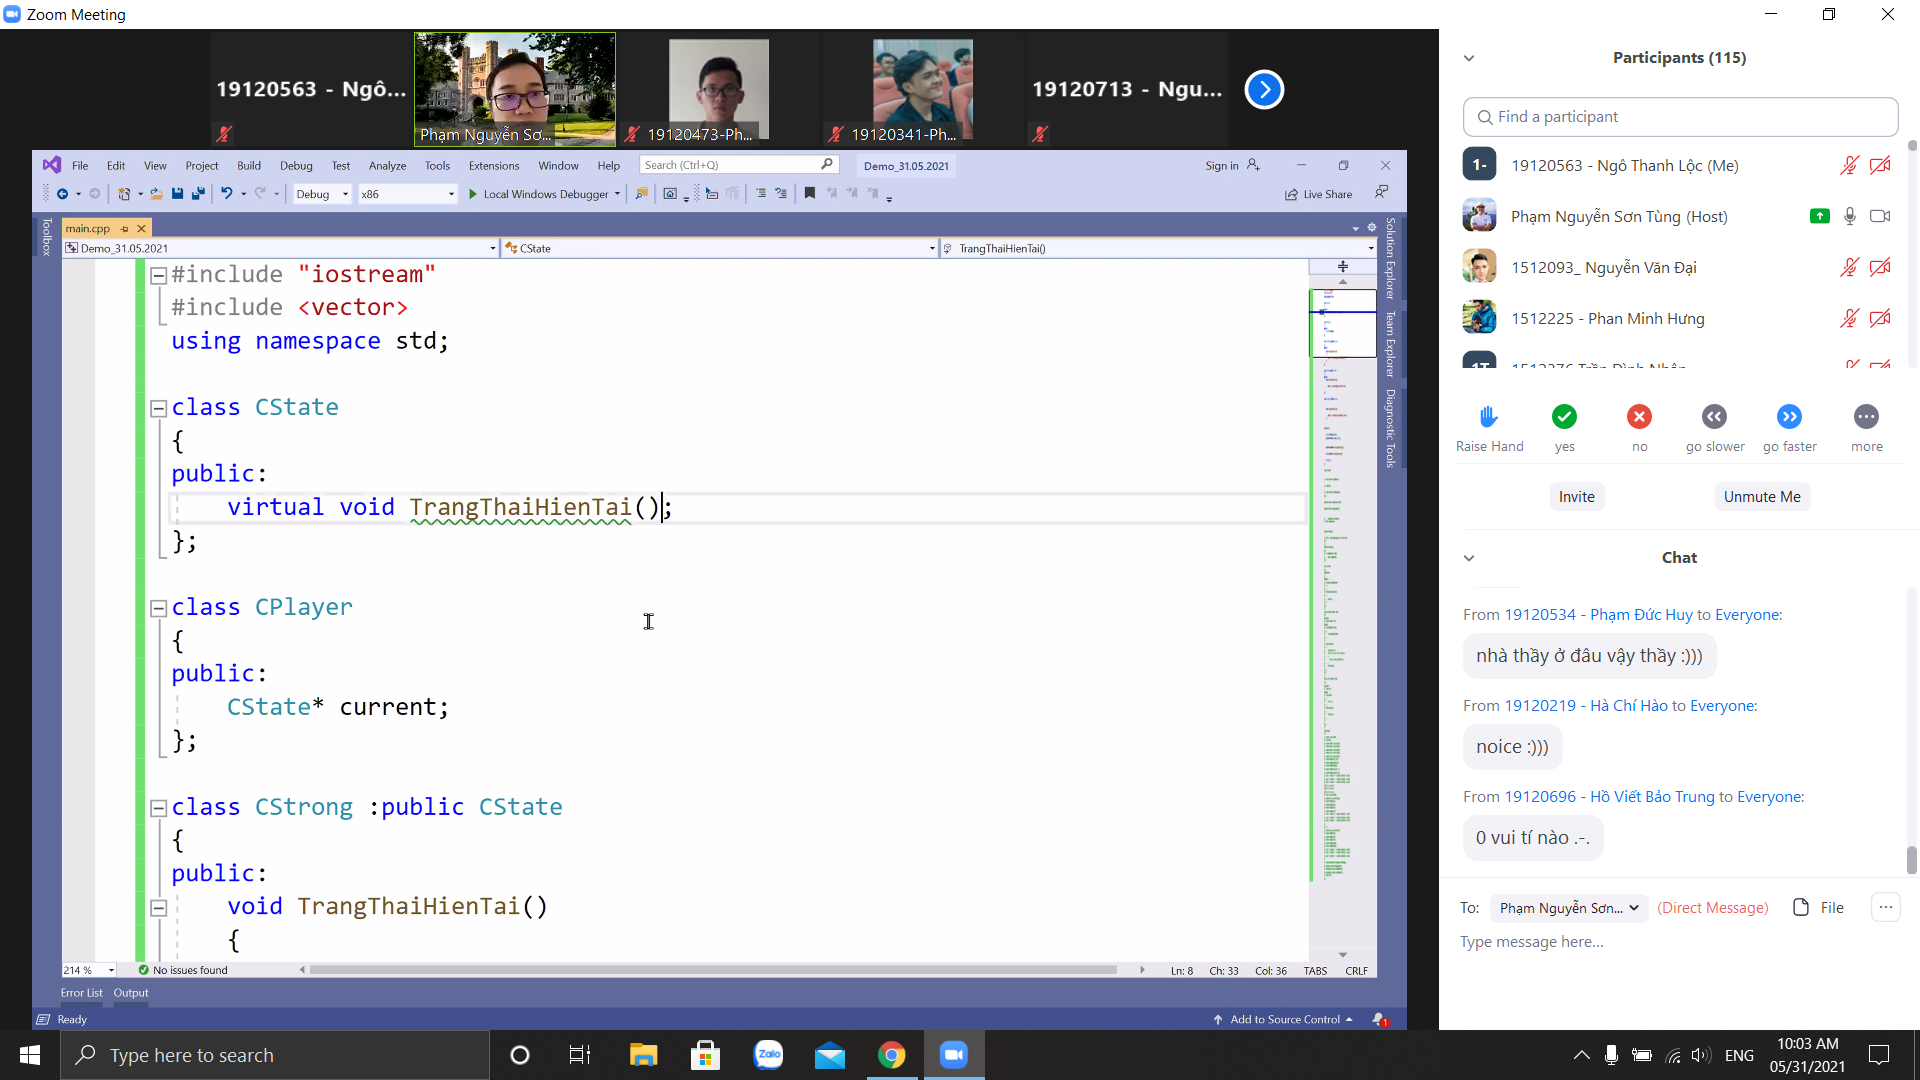 Zoom Meeting
19120563 - Ngô...
Phạm Nguyễn Sơ...
19120473-Ph...
19120341-Ph...
19120713 - Ngu...
File Edit View Project Build Debug Test Analyze Tools Extensions Window Help
Search (Ctrl+Q)
Demo_31.05.2021
Sign in
Debug x86 Local Windows Debugger
Live Share
Toolbox
main.cpp
Demo_31.05.2021
CState
TrangThaiHienTai()
#include "iostream"
#include <vector>
using namespace std;
class CState
{
public:
virtual void TrangThaiHienTai();
};
class CPlayer
{
public:
CState* current;
};
class CStrong :public CState
{
public:
void TrangThaiHienTai()
{
Solution Explorer
Team Explorer
Diagnostic Tools
214 %
No issues found
Ln: 8 Ch: 33 Col: 36 TABS CRLF
Error List Output
Ready
Add to Source Control
1
Participants (115)
Find a participant
1- 19120563 - Ngô Thanh Lộc (Me)
Phạm Nguyễn Sơn Tùng (Host)
1512093_ Nguyễn Văn Đại
1512225 - Phan Minh Hưng
1T 1512376 Trần Đình Nhân
Raise Hand yes no go slower go faster more
Invite Unmute Me
Chat
From 19120534 - Phạm Đức Huy to Everyone:
nhà thầy ở đâu vậy thầy :)))
From 19120219 - Hà Chí Hào to Everyone:
noice :)))
From 19120696 - Hồ Viết Bảo Trung to Everyone:
0 vui tí nào .-.
To: Phạm Nguyễn Sơn... (Direct Message) File
Type message here...
Type here to search
Zalo
ENG
10:03 AM
05/31/2021